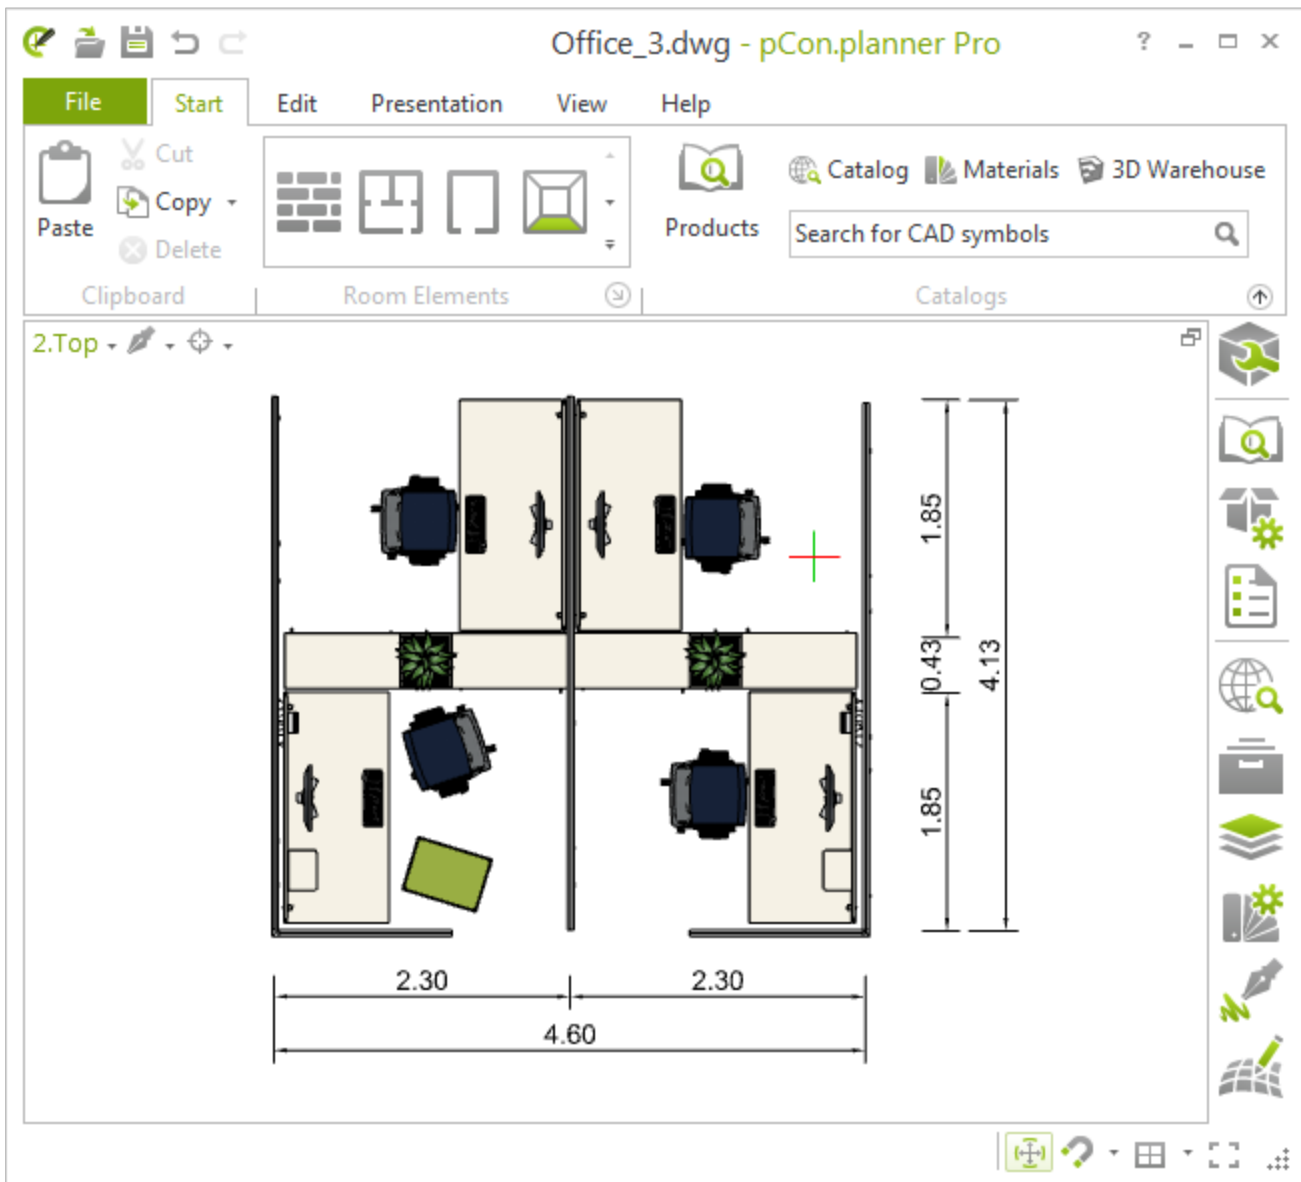 Office_3.dwg - pCon.planner Pro
?
File Start Edit Presentation View Help
Paste
Cut
Copy
Delete
Clipboard
Room Elements
Products
Catalog Materials 3D Warehouse
Search for CAD symbols
Catalogs
2.Top
1.85
0.43
4.13
1.85
2.30 2.30
4.60